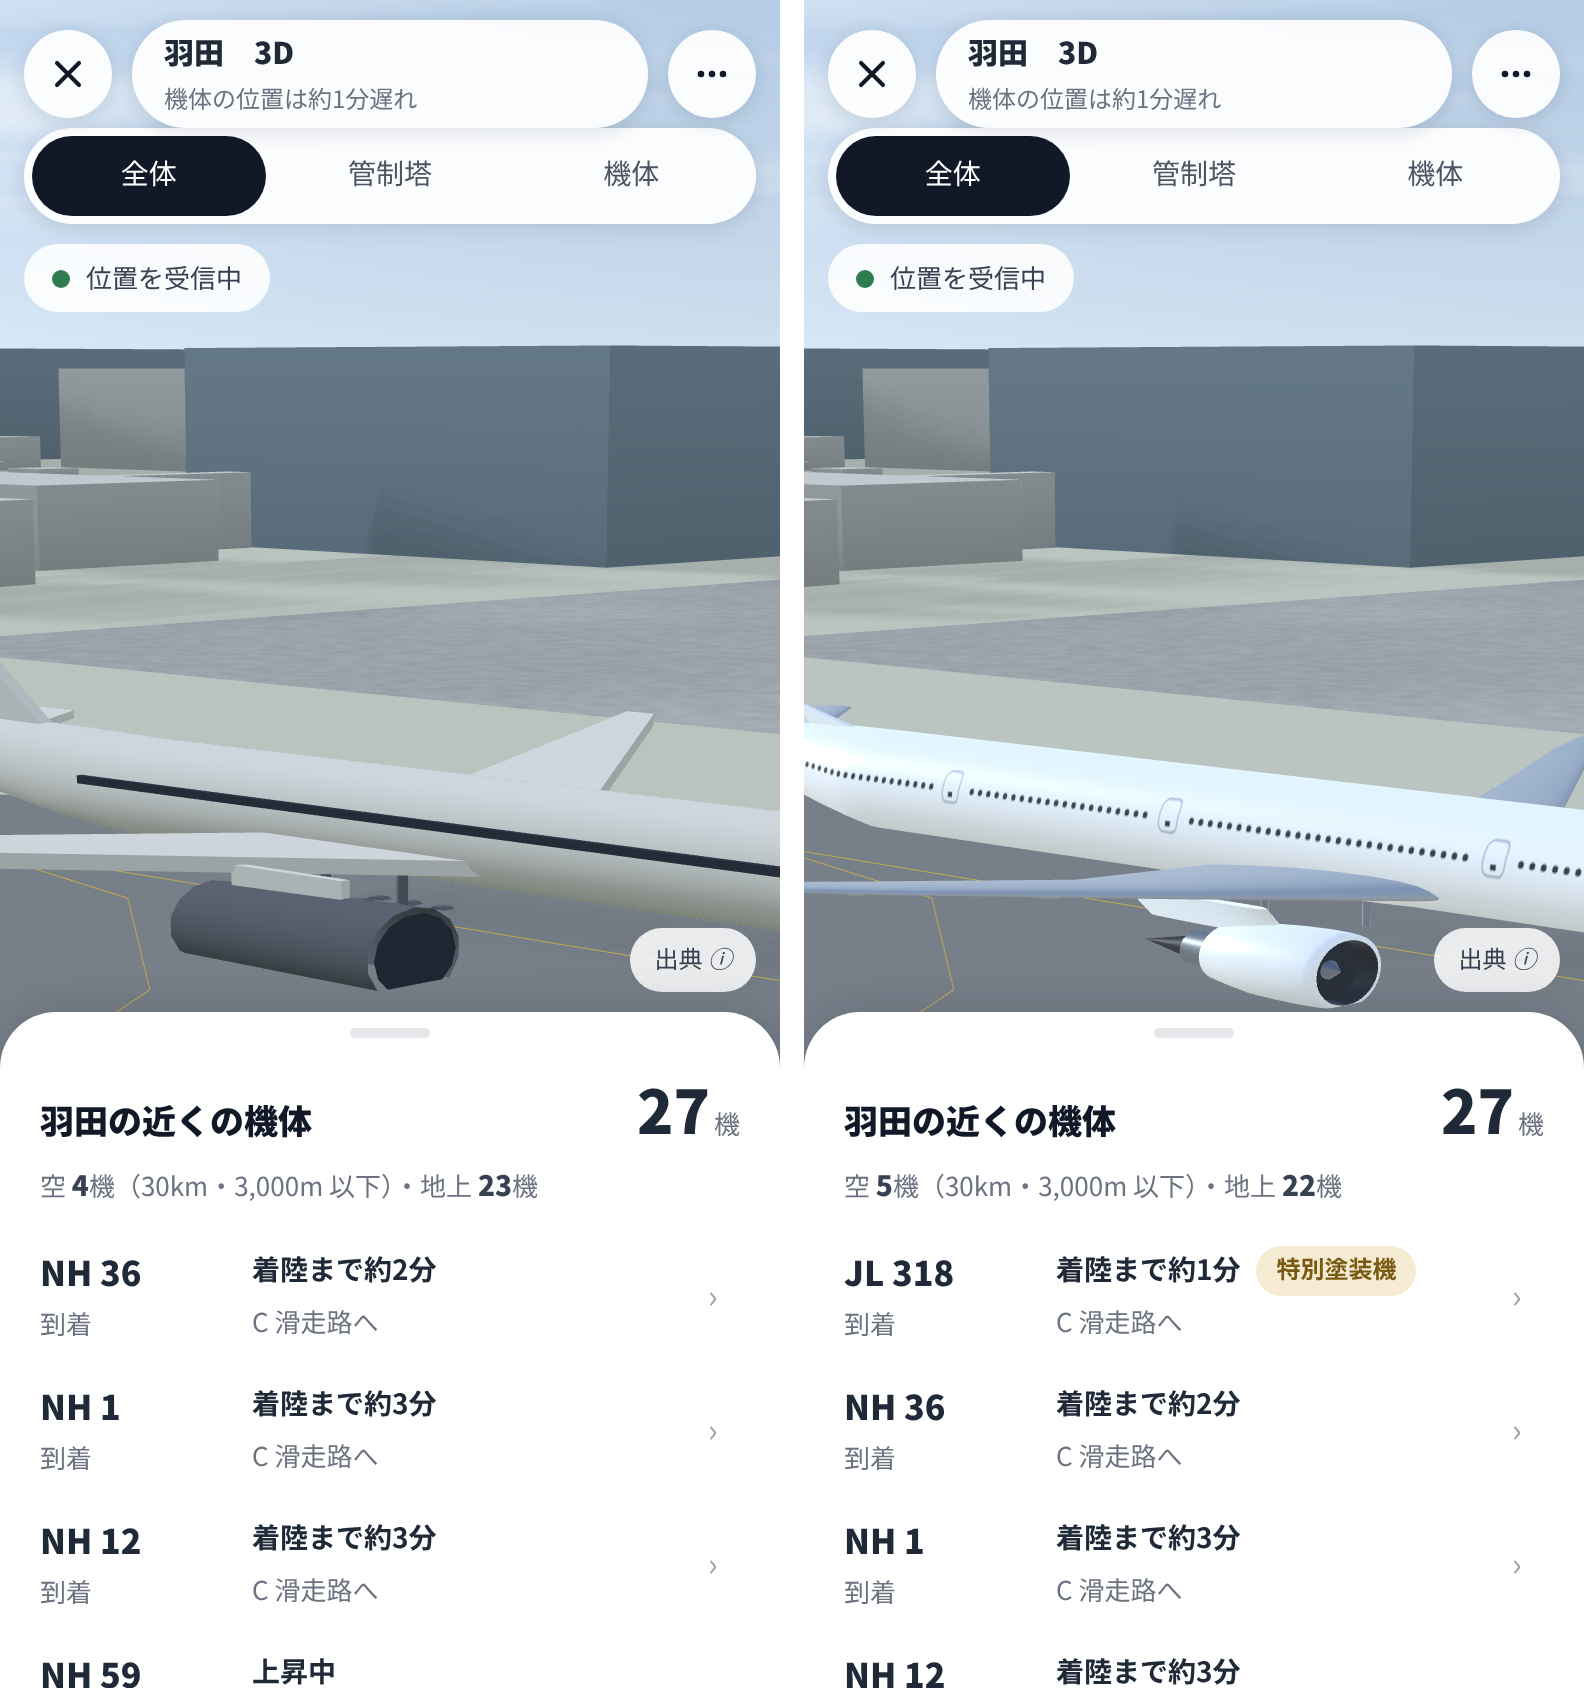 羽田　3D
機体の位置は約1分遅れ
全体
管制塔
機体
位置を受信中
出典 ⓘ
羽田の近くの機体
27機
空 4機（30km・3,000m 以下）・地上 23機
NH 36
着陸まで約2分
到着
C 滑走路へ
NH 1
着陸まで約3分
到着
C 滑走路へ
NH 12
着陸まで約3分
到着
C 滑走路へ
NH 59
上昇中
羽田　3D
機体の位置は約1分遅れ
全体
管制塔
機体
位置を受信中
出典 ⓘ
羽田の近くの機体
27機
空 5機（30km・3,000m 以下）・地上 22機
JL 318
着陸まで約1分 特別塗装機
到着
C 滑走路へ
NH 36
着陸まで約2分
到着
C 滑走路へ
NH 1
着陸まで約3分
到着
C 滑走路へ
NH 12
着陸まで約3分